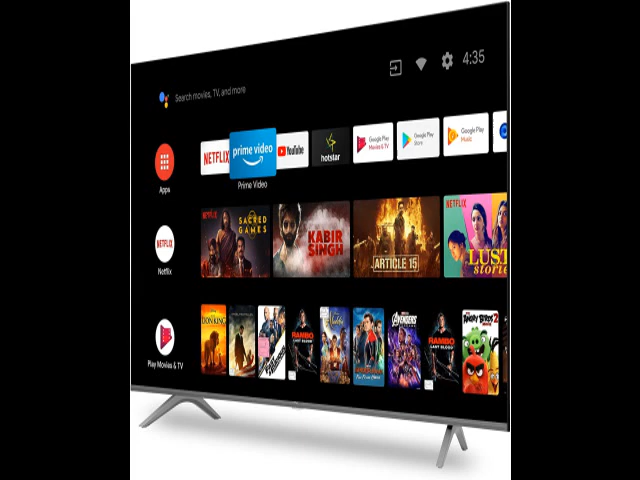 4:35
Search movies, TV, and more
NETFLIX
prime video
YouTube
hotstar
Google Play
Movies & TV
Google Play
Store
Google Play
Music
Apps
Prime Video
NETFLIX
SACRED
GAMES
KABIR
SINGH
ARTICLE 15
NETFLIX
LUST
stories
NETFLIX
Netflix
THE
LION KING
Aladdin
AVENGERS
ANGRY BIRDS 2
RAMBO
LAST BLOOD
RAMBO
LAST BLOOD
Play Movies & TV